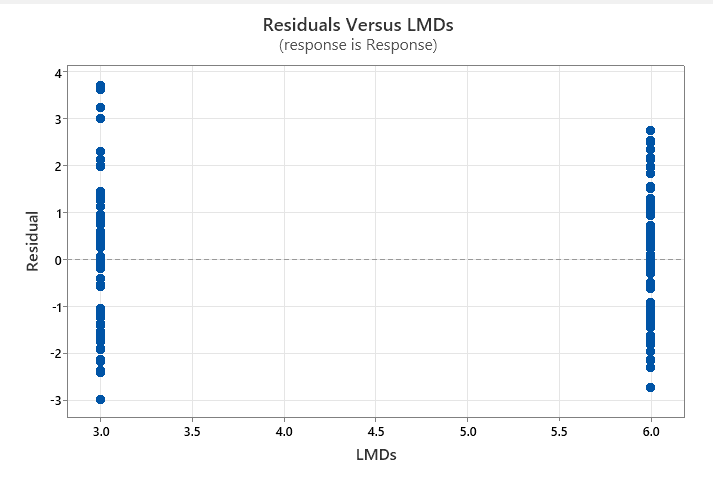 Residuals Versus LMDs
(response is Response)
4
3
2
1
0
-1
-2
-3
Residual
3.0 3.5 4.0 4.5 5.0 5.5 6.0
LMDs